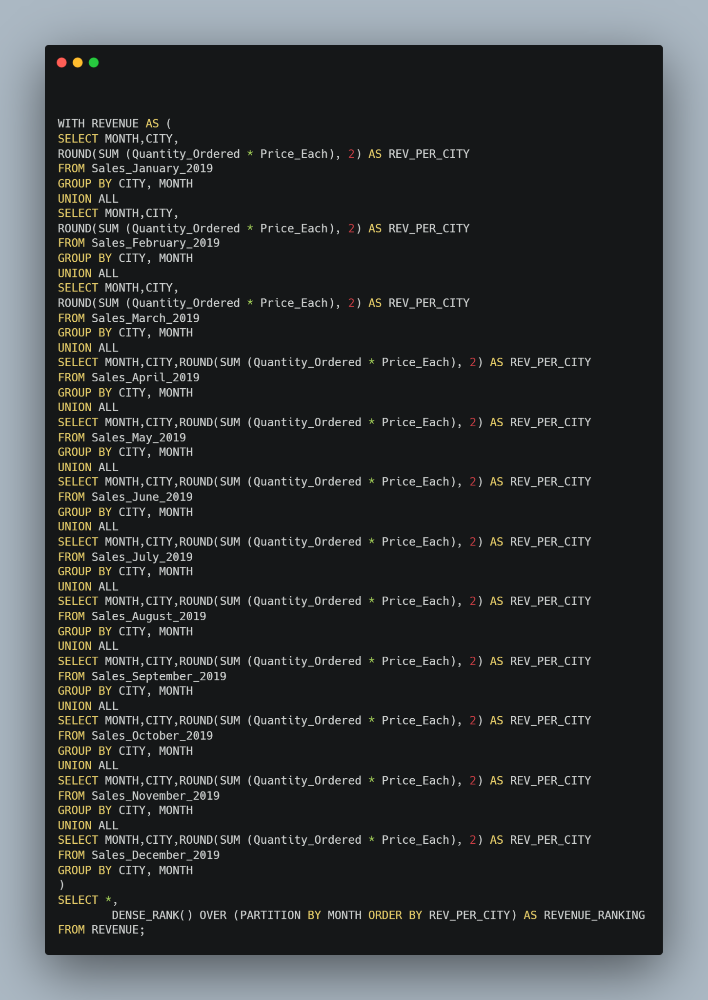 WITH REVENUE AS (
SELECT MONTH,CITY,
ROUND(SUM (Quantity_Ordered * Price_Each), 2) AS REV_PER_CITY
FROM Sales_January_2019
GROUP BY CITY, MONTH
UNION ALL
SELECT MONTH,CITY,
ROUND(SUM (Quantity_Ordered * Price_Each), 2) AS REV_PER_CITY
FROM Sales_February_2019
GROUP BY CITY, MONTH
UNION ALL
SELECT MONTH,CITY,
ROUND(SUM (Quantity_Ordered * Price_Each), 2) AS REV_PER_CITY
FROM Sales_March_2019
GROUP BY CITY, MONTH
UNION ALL
SELECT MONTH,CITY,ROUND(SUM (Quantity_Ordered * Price_Each), 2) AS REV_PER_CITY
FROM Sales_April_2019
GROUP BY CITY, MONTH
UNION ALL
SELECT MONTH,CITY,ROUND(SUM (Quantity_Ordered * Price_Each), 2) AS REV_PER_CITY
FROM Sales_May_2019
GROUP BY CITY, MONTH
UNION ALL
SELECT MONTH,CITY,ROUND(SUM (Quantity_Ordered * Price_Each), 2) AS REV_PER_CITY
FROM Sales_June_2019
GROUP BY CITY, MONTH
UNION ALL
SELECT MONTH,CITY,ROUND(SUM (Quantity_Ordered * Price_Each), 2) AS REV_PER_CITY
FROM Sales_July_2019
GROUP BY CITY, MONTH
UNION ALL
SELECT MONTH,CITY,ROUND(SUM (Quantity_Ordered * Price_Each), 2) AS REV_PER_CITY
FROM Sales_August_2019
GROUP BY CITY, MONTH
UNION ALL
SELECT MONTH,CITY,ROUND(SUM (Quantity_Ordered * Price_Each), 2) AS REV_PER_CITY
FROM Sales_September_2019
GROUP BY CITY, MONTH
UNION ALL
SELECT MONTH,CITY,ROUND(SUM (Quantity_Ordered * Price_Each), 2) AS REV_PER_CITY
FROM Sales_October_2019
GROUP BY CITY, MONTH
UNION ALL
SELECT MONTH,CITY,ROUND(SUM (Quantity_Ordered * Price_Each), 2) AS REV_PER_CITY
FROM Sales_November_2019
GROUP BY CITY, MONTH
UNION ALL
SELECT MONTH,CITY,ROUND(SUM (Quantity_Ordered * Price_Each), 2) AS REV_PER_CITY
FROM Sales_December_2019
GROUP BY CITY, MONTH
)
SELECT *,
        DENSE_RANK() OVER (PARTITION BY MONTH ORDER BY REV_PER_CITY) AS REVENUE_RANKING
FROM REVENUE;